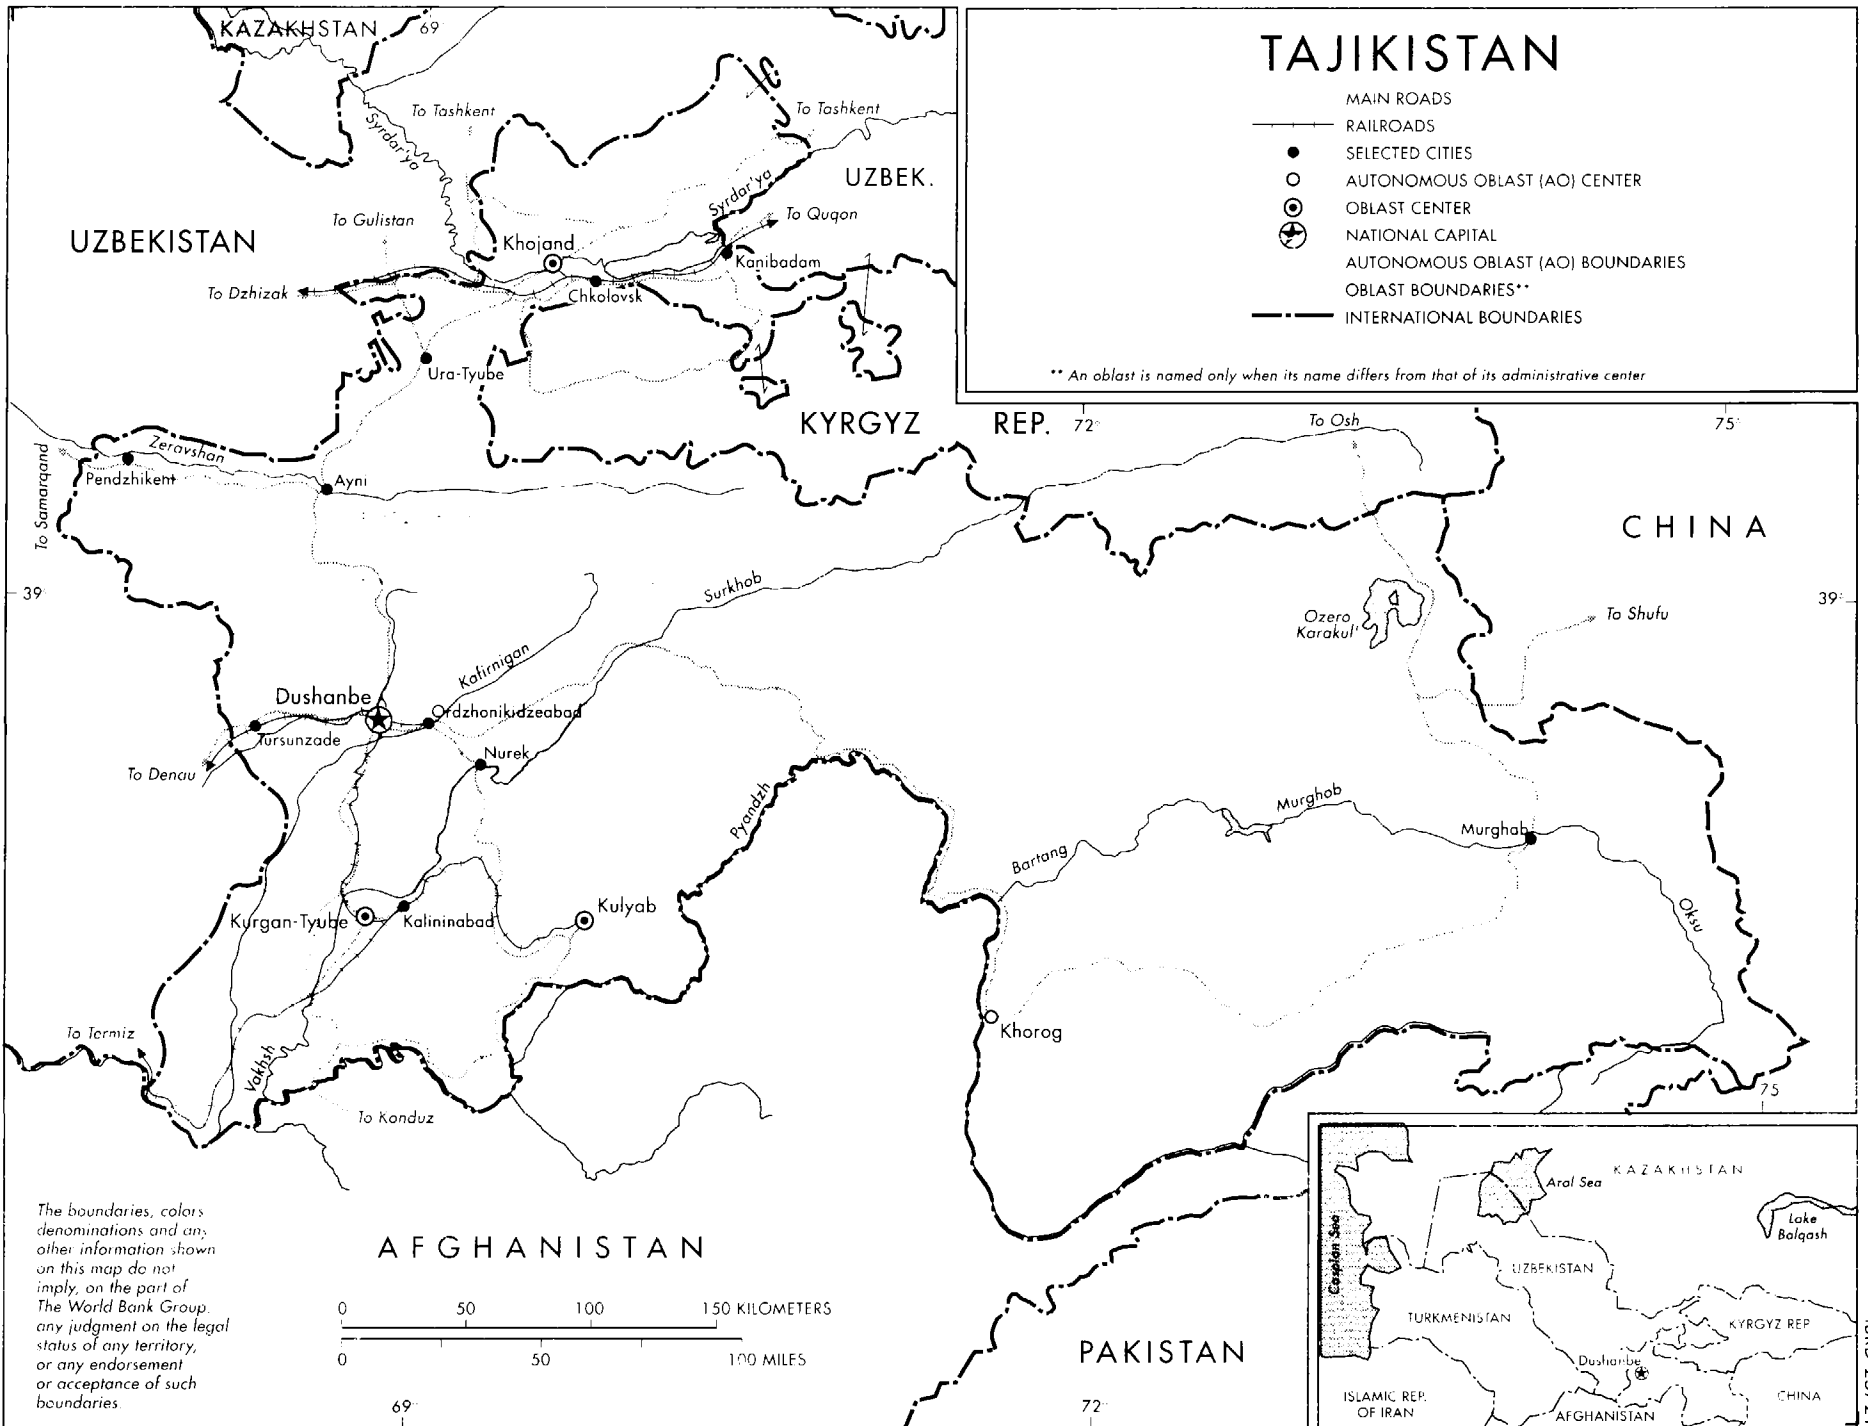 TAJIKISTAN
MAIN ROADS
RAILROADS
SELECTED CITIES
AUTONOMOUS OBLAST (AO) CENTER
OBLAST CENTER
NATIONAL CAPITAL
AUTONOMOUS OBLAST (AO) BOUNDARIES
OBLAST BOUNDARIES**
INTERNATIONAL BOUNDARIES
** An oblast is named only when its name differs from that of its administrative center
KAZAKHSTAN
69°
To Tashkent
To Tashkent
Syrdar'ya
UZBEK.
Syrdar'ya
To Gulistan
To Quqon
UZBEKISTAN
Khojand
Kanibadam
To Dzhizak
Chkolovsk
Ura-Tyube
KYRGYZ REP.
72°
To Osh
75°
Zeravshan
To Samarqand
Pendzhikent
Ayni
CHINA
39°
Surkhob
Ozero
Karakul'
To Shufu
39°
Kafirnigan
Dushanbe
Ordzhonikidzeabad
Tursunzade
Nurek
To Denau
Pyandzh
Murghob
Murghab
Bartang
Kurgan-Tyube
Kalininabad
Kulyab
Oksu
Khorog
To Termiz
Vakhsh
To Konduz
75
The boundaries, colors
denominations and any
other information shown
on this map do not
imply, on the part of
The World Bank Group.
any judgment on the legal
status of any territory,
or any endorsement
or acceptance of such
boundaries.
AFGHANISTAN
0 50 100 150 KILOMETERS
0 50 100 MILES
PAKISTAN
69°
72°
KAZAKHSTAN
Aral Sea
Lake
Balqash
Caspian Sea
UZBEKISTAN
TURKMENISTAN
KYRGYZ REP
Dushanbe
ISLAMIC REP.
OF IRAN
AFGHANISTAN
CHINA